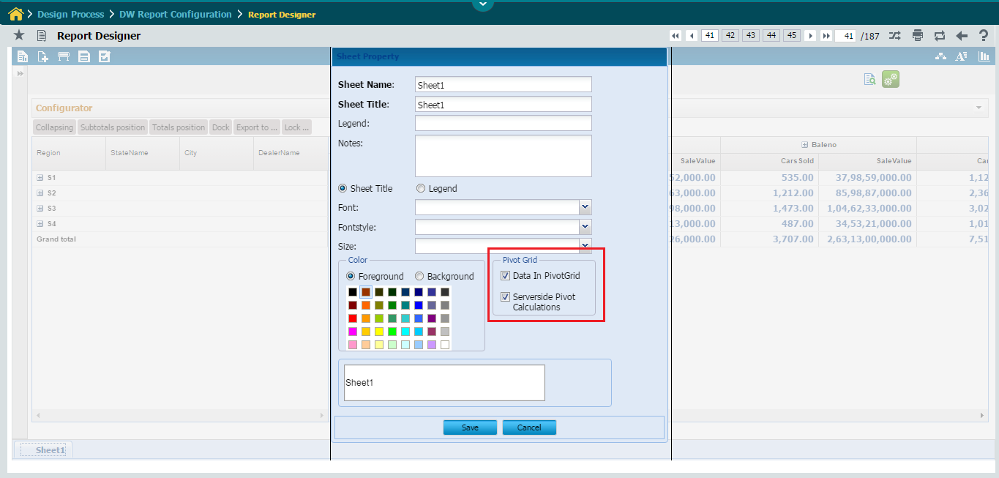 Design Process DW Report Configuration Report Designer
Report Designer
41 42 43 44 45 41 /187
Sheet Property
Sheet Name: Sheet1
Sheet Title: Sheet1
Legend:
Notes:
Sheet Title Legend
Font:
Fontstyle:
Size:
Color
Foreground Background
Pivot Grid
Data In PivotGrid
Serverside Pivot
Calculations
Sheet1
Save Cancel
Configurator
Collapsing Subtotals position Totals position Dock Export to ... Lock ...
Region StateName City DealerName
Baleno
SaleValue Cars Sold SaleValue Car
S1 52,000.00 535.00 37,98,59,000.00 1,12
S2 63,000.00 1,212.00 85,98,87,000.00 2,36
S3 98,000.00 1,473.00 1,04,62,33,000.00 3,02
S4 13,000.00 487.00 34,53,21,000.00 1,01
Grand total 26,000.00 3,707.00 2,63,13,00,000.00 7,51
Sheet1